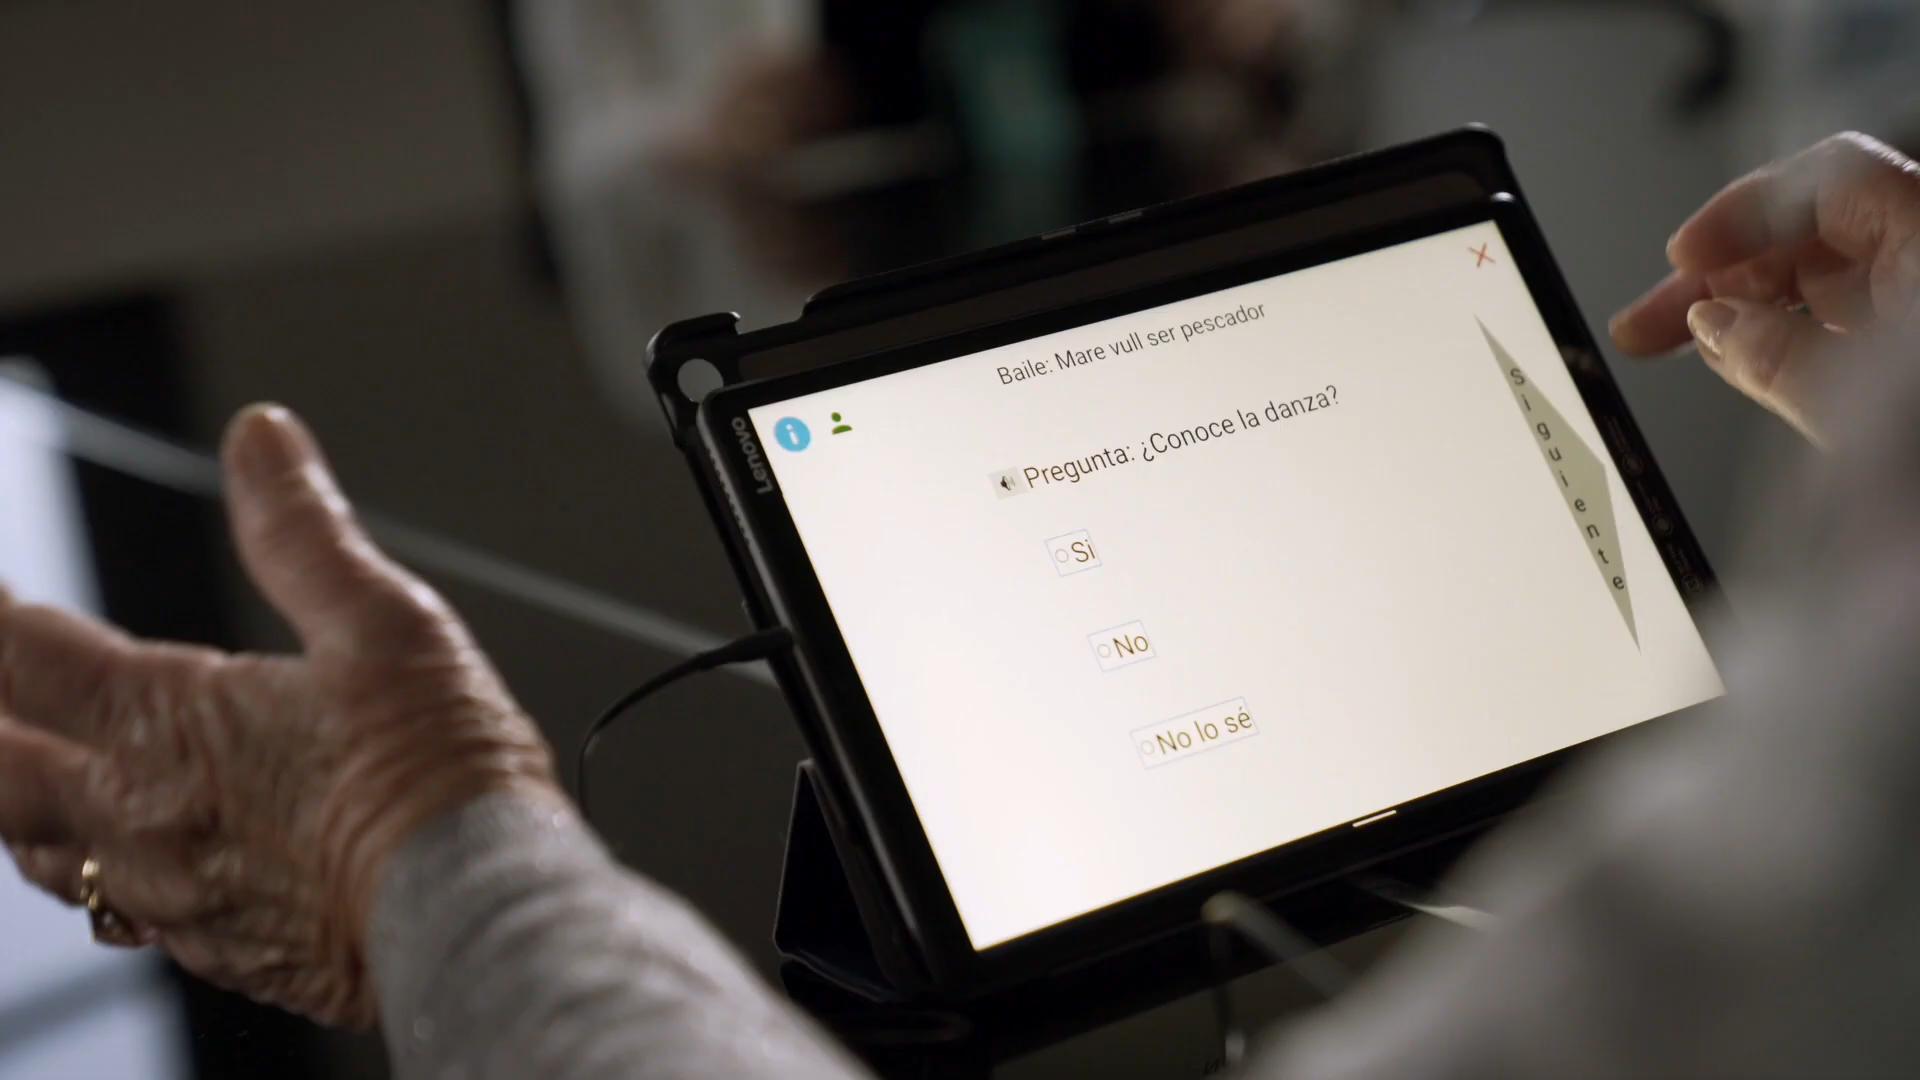 Lenovo
Baile: Mare vull ser pescador
Pregunta: ¿Conoce la danza?
Si
No
No lo sé
Siguiente